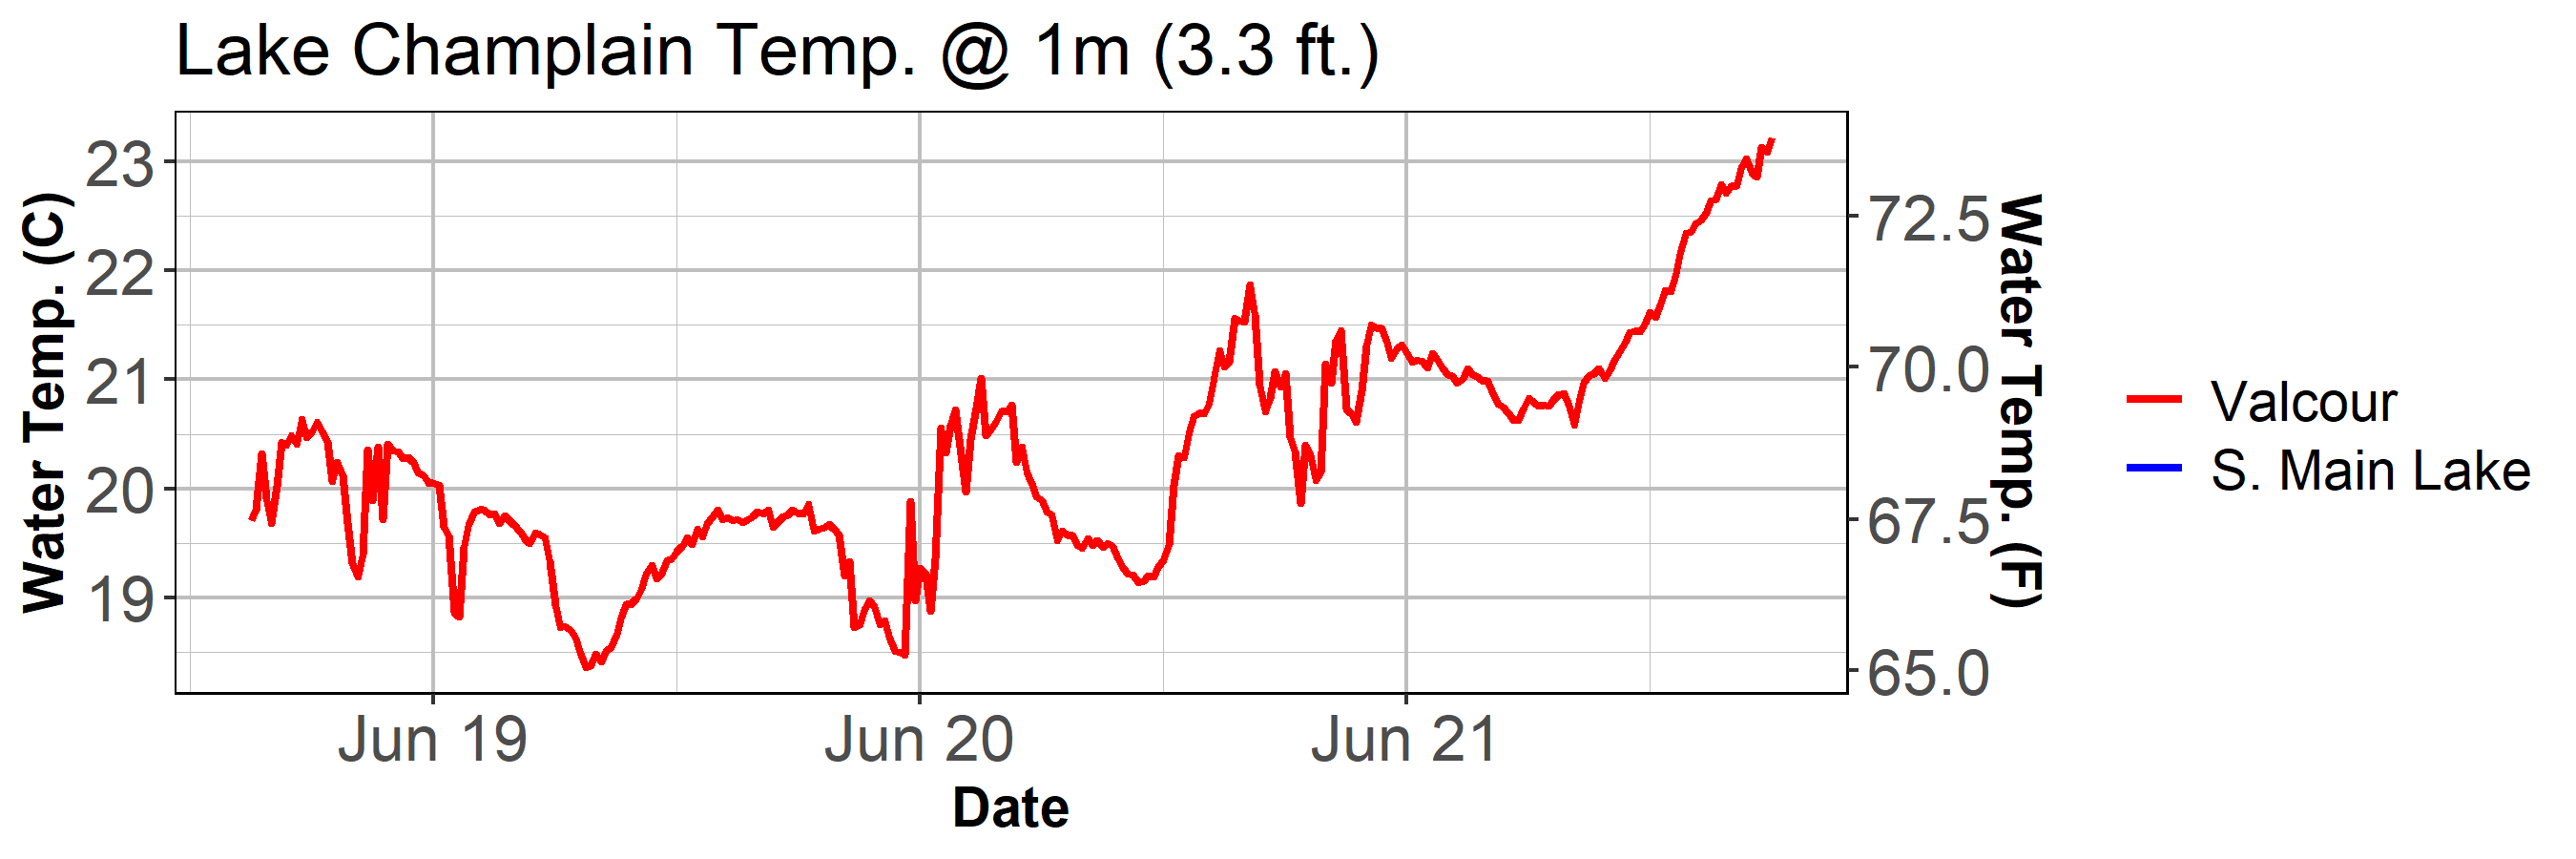 Lake Champlain Temp. @ 1m (3.3 ft.)
Water Temp. (C)
23
22
21
20
19
72.5
70.0
67.5
65.0
Water Temp. (F)
Jun 19
Jun 20
Jun 21
Date
Valcour
S. Main Lake